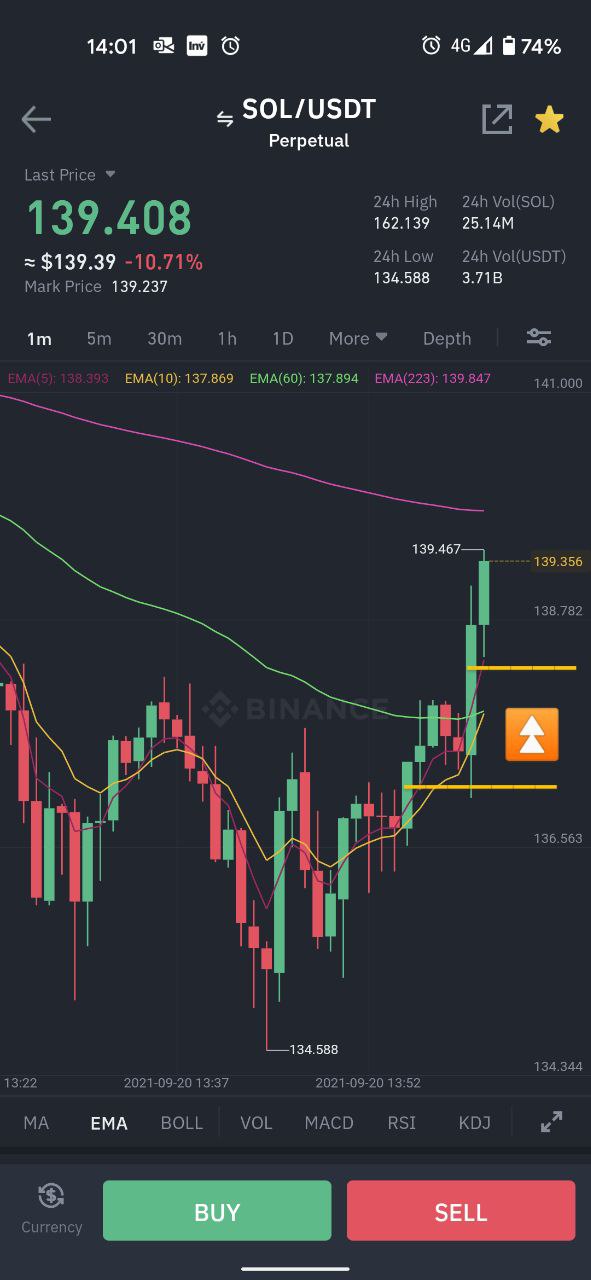 14:01 Inv 4G 74%
SOL/USDT
Perpetual
Last Price
139.408
≈ $139.39 -10.71%
Mark Price 139.237
24h High
162.139
24h Vol(SOL)
25.14M
24h Low
134.588
24h Vol(USDT)
3.71B
1m 5m 30m 1h 1D More Depth
EMA(5): 138.393 EMA(10): 137.869 EMA(60): 137.894 EMA(223): 139.847
141.000
139.467
139.356
138.782
BINANCE
136.563
134.588
134.344
13:22 2021-09-20 13:37 2021-09-20 13:52
MA EMA BOLL VOL MACD RSI KDJ
Currency
BUY
SELL